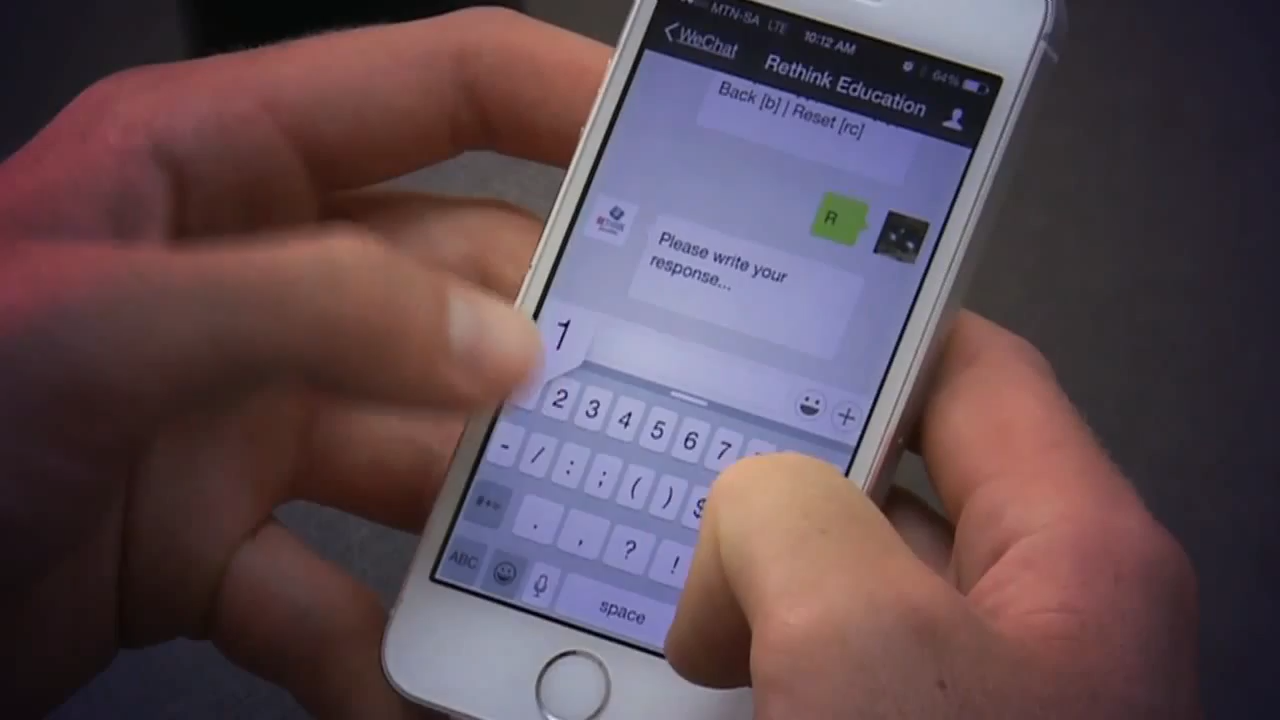 MTN-SA LTE 10:12 AM 64%
WeChat Rethink Education
Back [b] | Reset [rc]
R
Please write your
response...
1
2 3 4 5 6 7
- / : ; ( ) $
#+=
. , ? !
ABC space